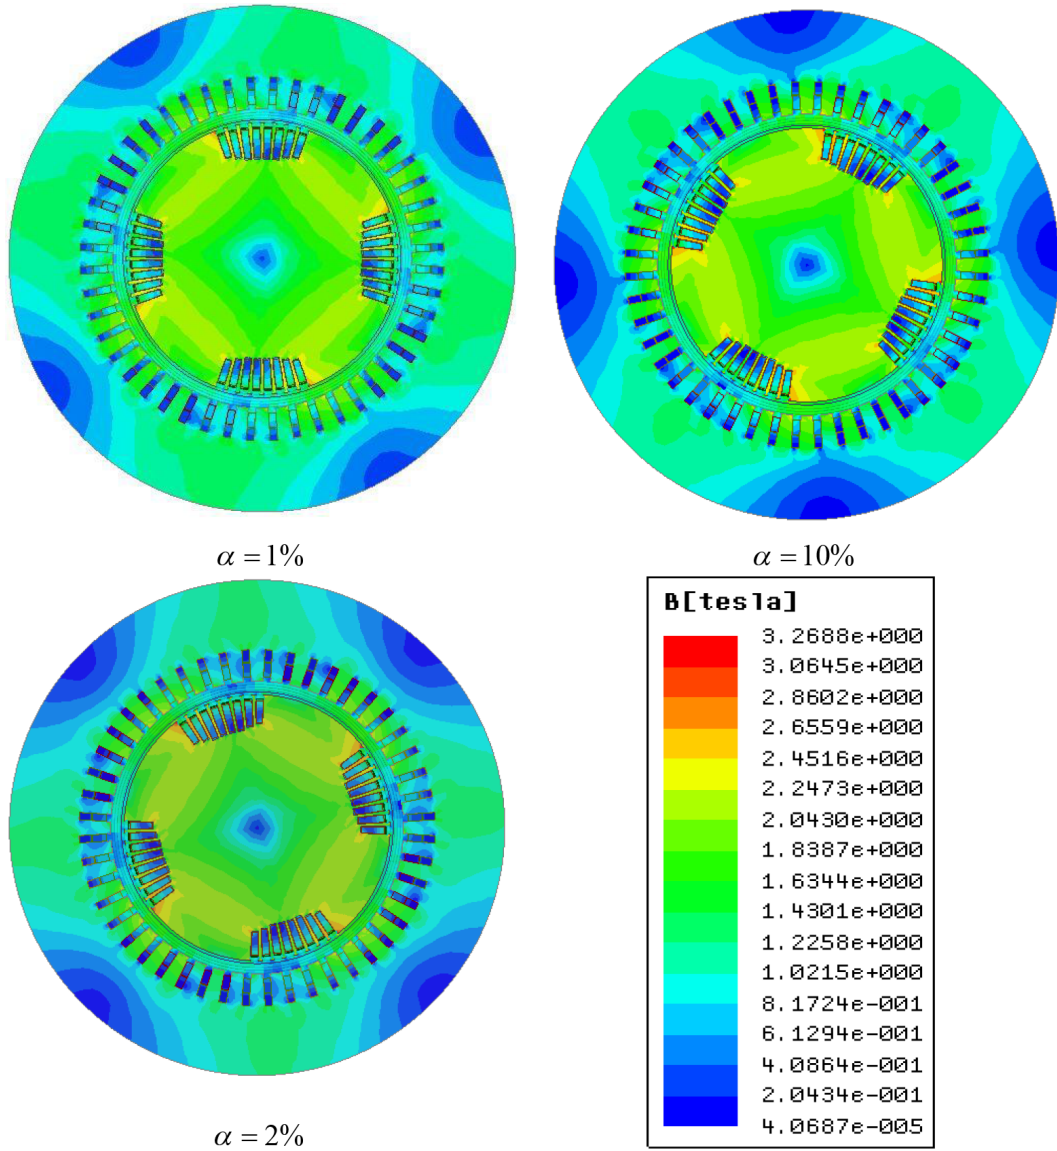 α = 1%
α = 10%
α = 2%
B[tesla]
3.2688e+000
3.0645e+000
2.8602e+000
2.6559e+000
2.4516e+000
2.2473e+000
2.0430e+000
1.8387e+000
1.6344e+000
1.4301e+000
1.2258e+000
1.0215e+000
8.1724e-001
6.1294e-001
4.0864e-001
2.0434e-001
4.0687e-005